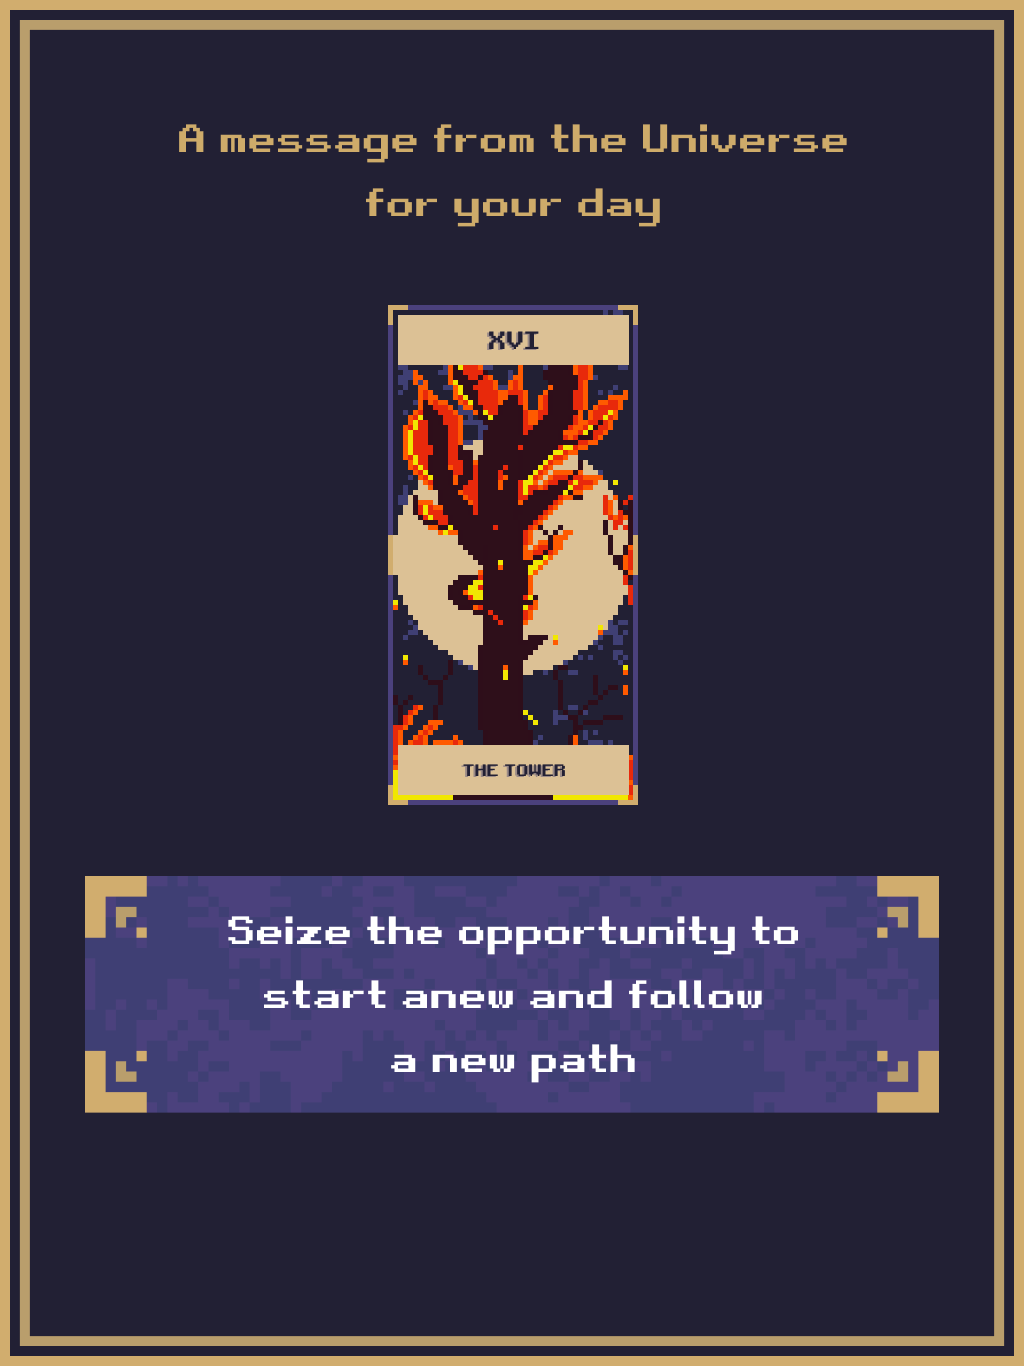 A message from the Universe
for your day
XVI
THE TOWER
Seize the opportunity to
start anew and follow
a new path